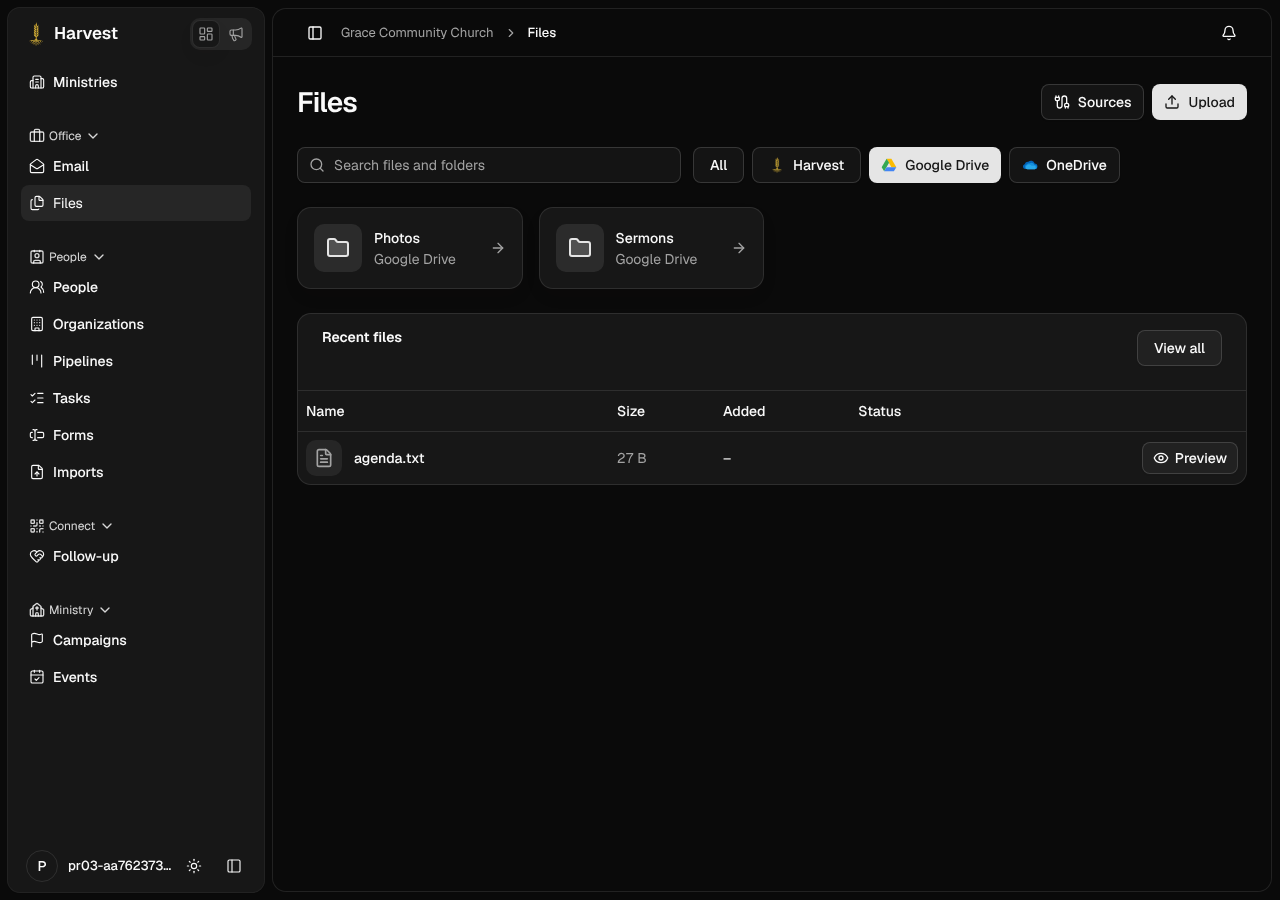 Harvest
Ministries
Office
Email
Files
People
People
Organizations
Pipelines
Tasks
Forms
Imports
Connect
Follow-up
Ministry
Campaigns
Events
P pr03-aa762373...
Grace Community Church > Files
Files
Sources Upload
Search files and folders All Harvest Google Drive OneDrive
Photos
Google Drive
Sermons
Google Drive
Recent files
View all
Name Size Added Status
agenda.txt 27 B – Preview